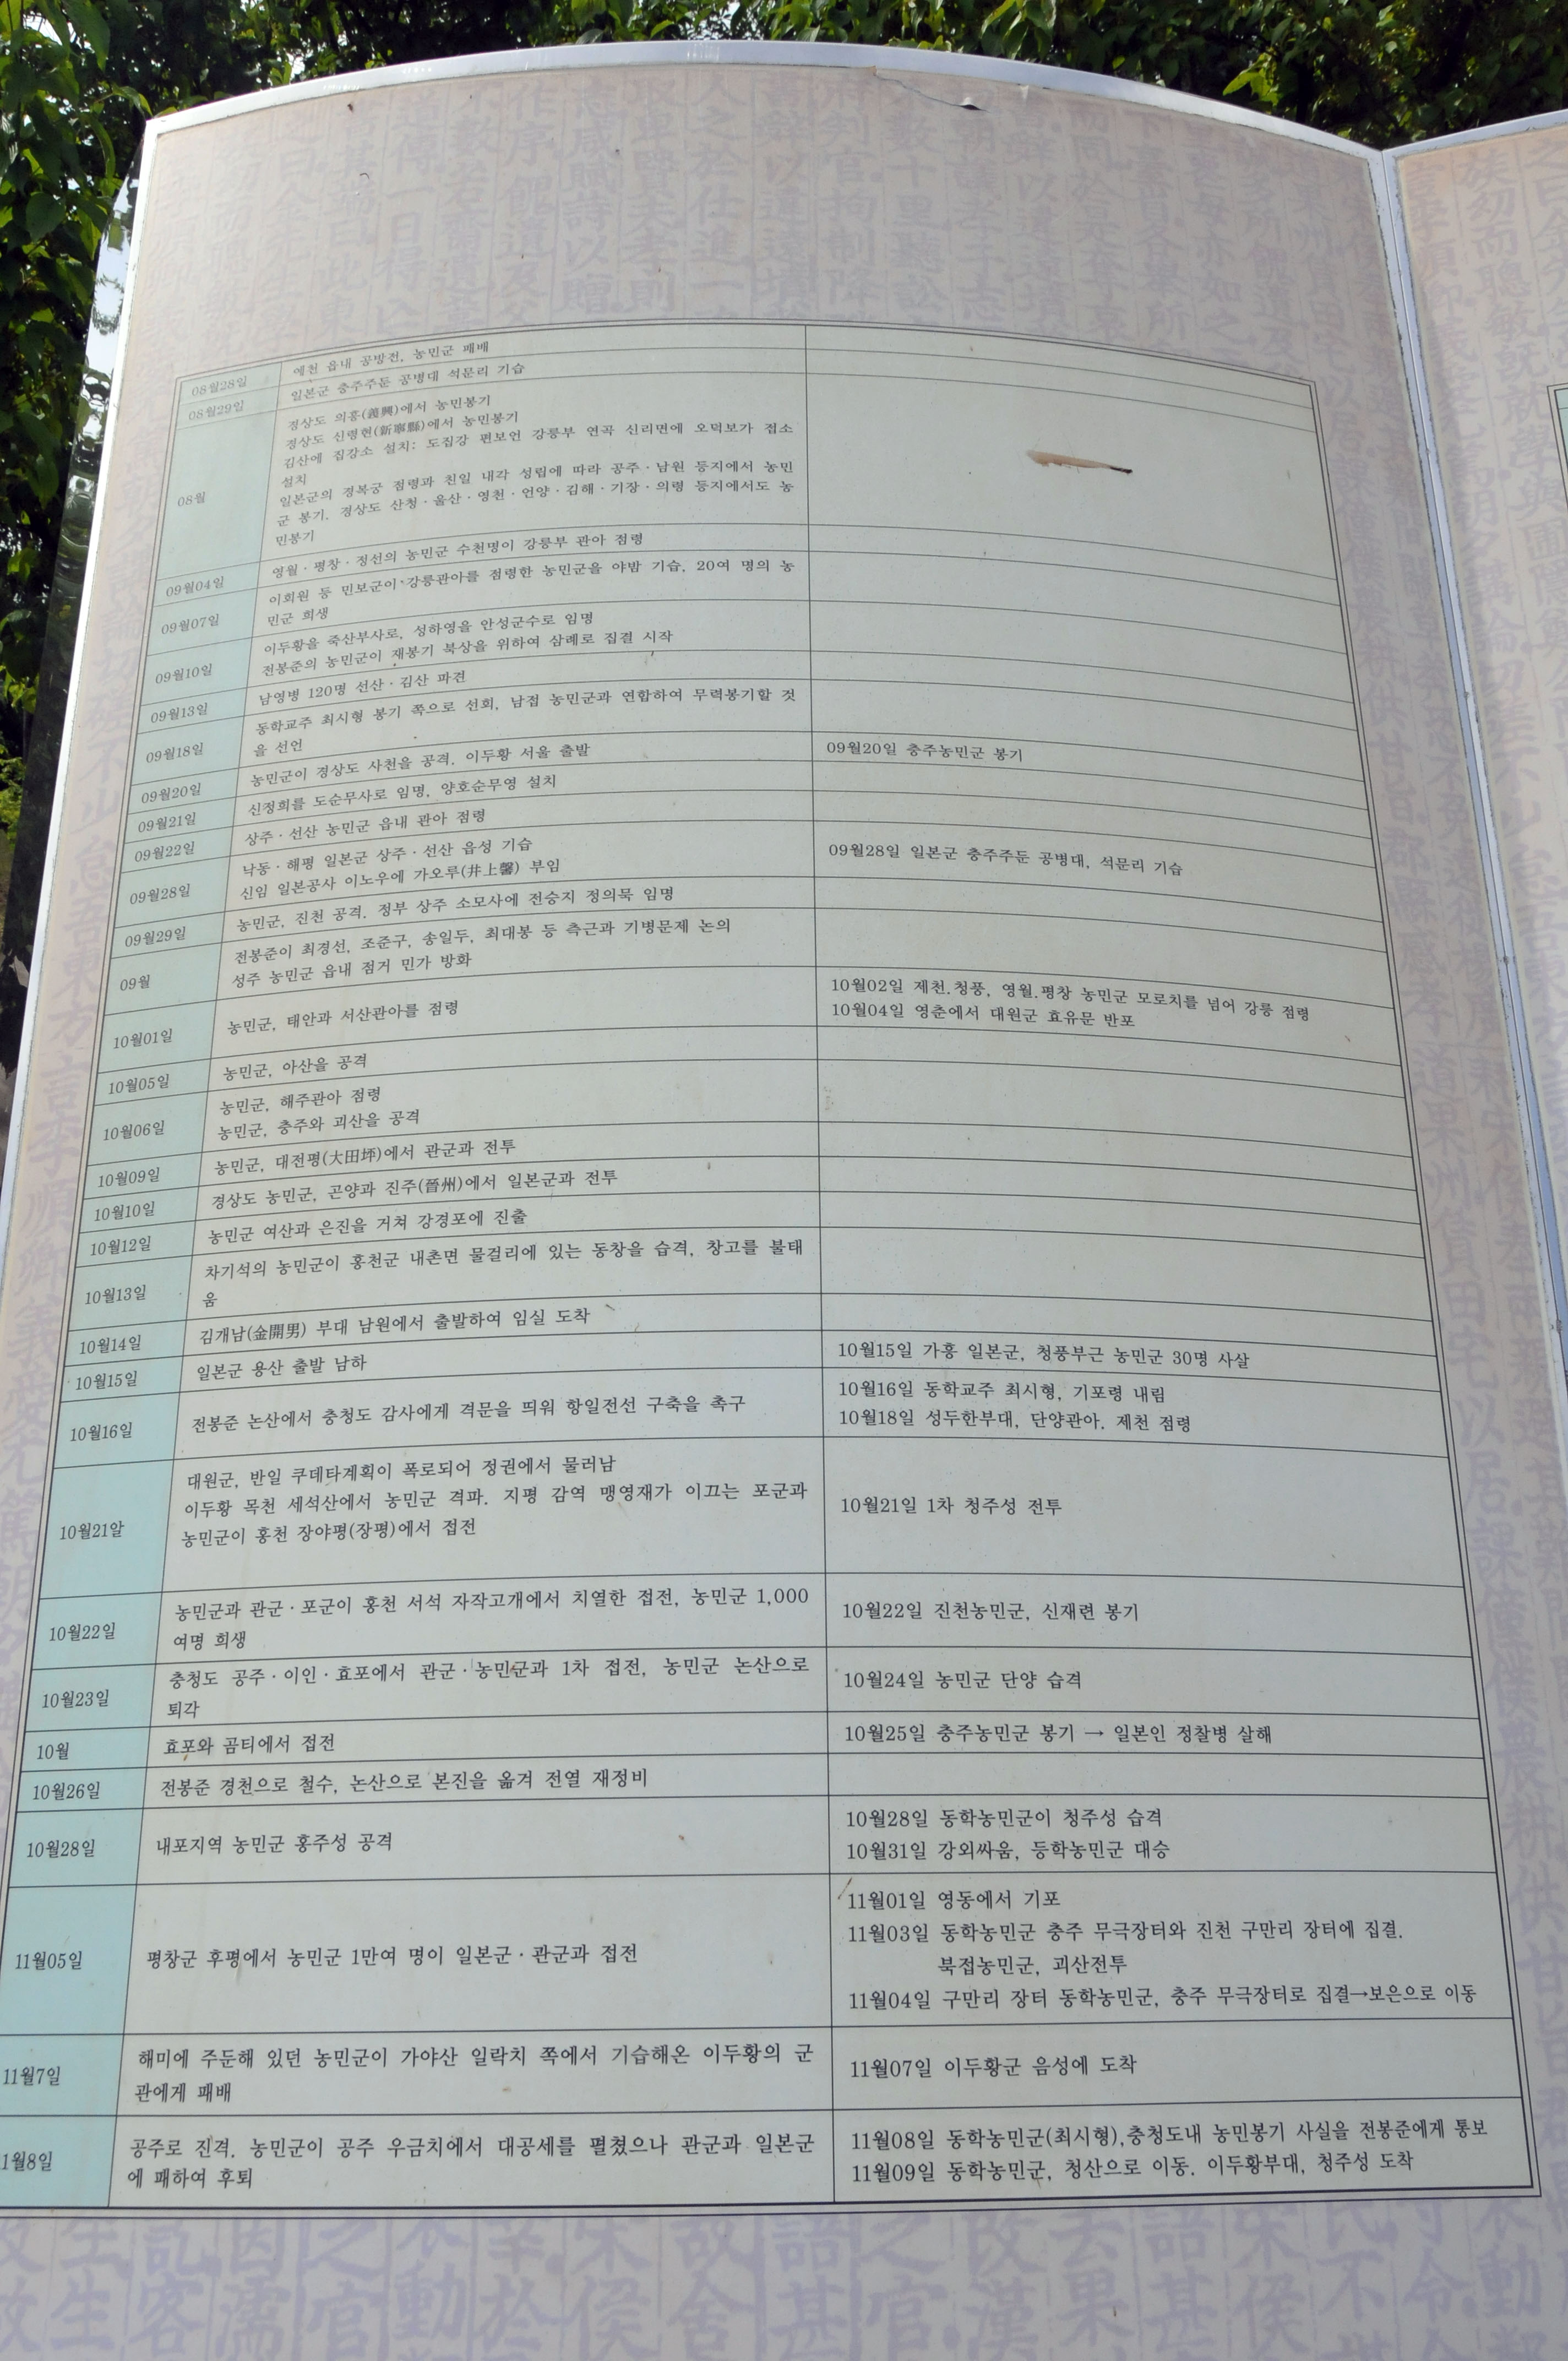 08월28일 예천 읍내 공방전, 농민군 패배
08월29일 일본군 충주주둔 공병대 석문리 기습
08월
경상도 의흥(義興)에서 농민봉기
경상도 신령현(新寧縣)에서 농민봉기
김산에 집강소 설치; 도집강 편보언 강릉부 연곡 신리면에 오덕보가 접소
설치
일본군의 경복궁 점령과 친일 내각 성립에 따라 공주·남원 등지에서 농민
군 봉기. 경상도 산청·울산·영천·언양·김해·기장·의령 등지에서도 농
민봉기
09월04일 영월·평창·정선의 농민군 수천명이 강릉부 관아 점령
09월07일
이회원 등 민보군이 강릉관아를 점령한 농민군을 야밤 기습, 20여 명의 농
민군 희생
09월10일
이두황을 죽산부사로, 성하영을 안성군수로 임명
전봉준의 농민군이 재봉기 북상을 위하여 삼례로 집결 시작
09월13일 남영병 120명 선산·김산 파견
09월18일
동학교주 최시형 봉기 쪽으로 선회, 남접 농민군과 연합하여 무력봉기할 것
을 선언
09월20일 농민군이 경상도 사천을 공격. 이두황 서울 출발 09월20일 충주농민군 봉기
09월21일 신정희를 도순무사로 임명, 양호순무영 설치
09월22일 상주·선산 농민군 읍내 관아 점령
09월28일
낙동·해평 일본군 상주·선산 읍성 기습
신임 일본공사 이노우에 가오루(井上馨) 부임
09월28일 일본군 충주주둔 공병대, 석문리 기습
09월29일 농민군, 진천 공격. 정부 상주 소모사에 전승지 정의묵 임명
09월
전봉준이 최경선, 조준구, 송일두, 최대봉 등 측근과 기병문제 논의
성주 농민군 읍내 점거 민가 방화
10월01일 농민군, 태안과 서산관아를 점령
10월02일 제천.청풍, 영월.평창 농민군 모로치를 넘어 강릉 점령
10월04일 영춘에서 대원군 효유문 반포
10월05일 농민군, 아산을 공격
10월06일
농민군, 해주관아 점령
농민군, 충주와 괴산을 공격
10월09일 농민군, 대전평(大田坪)에서 관군과 전투
10월10일 경상도 농민군, 곤양과 진주(晉州)에서 일본군과 전투
10월12일 농민군 여산과 은진을 거쳐 강경포에 진출
10월13일
차기석의 농민군이 홍천군 내촌면 물걸리에 있는 동창을 습격, 창고를 불태
움
10월14일 김개남(金開男) 부대 남원에서 출발하여 임실 도착
10월15일 일본군 용산 출발 남하 10월15일 가흥 일본군, 청풍부근 농민군 30명 사살
10월16일 전봉준 논산에서 충청도 감사에게 격문을 띄워 항일전선 구축을 촉구
10월16일 동학교주 최시형, 기포령 내림
10월18일 성두한부대, 단양관아, 제천 점령
10월21알
대원군, 반일 쿠데타계획이 폭로되어 정권에서 물러남
이두황 목천 세석산에서 농민군 격파. 지평 감역 맹영재가 이끄는 포군과
농민군이 홍천 장야평(장평)에서 접전
10월21일 1차 청주성 전투
10월22일
농민군과 관군·포군이 홍천 서석 자작고개에서 치열한 접전, 농민군 1,000
여명 희생
10월22일 진천농민군, 신재련 봉기
10월23일
충청도 공주·이인·효포에서 관군·농민군과 1차 접전, 농민군 논산으로
퇴각
10월24일 농민군 단양 습격
10월 효포와 곰티에서 접전 10월25일 충주농민군 봉기 → 일본인 정찰병 살해
10월26일 전봉준 경천으로 철수, 논산으로 본진을 옮겨 전열 재정비
10월28일 내포지역 농민군 홍주성 공격
10월28일 동학농민군이 청주성 습격
10월31일 강외싸움, 등학농민군 대승
11월05일 평창군 후평에서 농민군 1만여 명이 일본군·관군과 접전
11월01일 영동에서 기포
11월03일 동학농민군 충주 무극장터와 진천 구만리 장터에 집결.
북접농민군, 괴산전투
11월04일 구만리 장터 동학농민군, 충주 무극장터로 집결→보은으로 이동
11월7일
해미에 주둔해 있던 농민군이 가야산 일락치 쪽에서 기습해온 이두황의 군
관에게 패배
11월07일 이두황군 음성에 도착
1월8일
공주로 진격. 농민군이 공주 우금치에서 대공세를 펼쳤으나 관군과 일본군
에 패하여 후퇴
11월08일 동학농민군(최시형),충청도내 농민봉기 사실을 전봉준에게 통보
11월09일 동학농민군, 청산으로 이동. 이두황부대, 청주성 도착